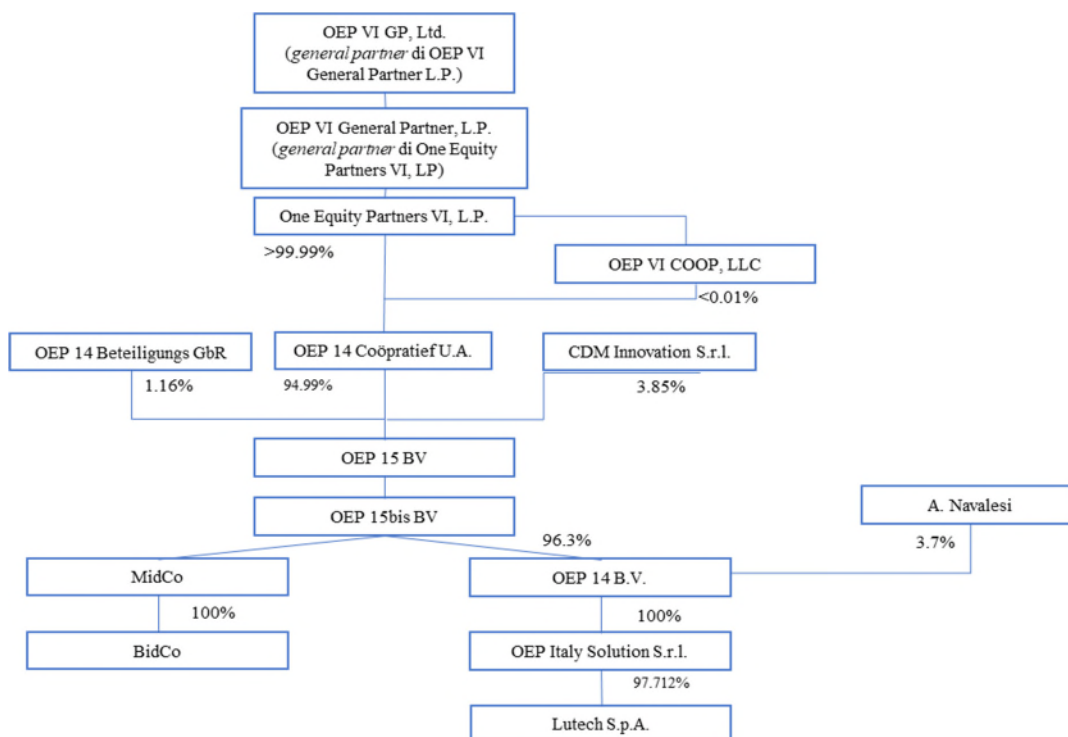 OEP VI GP, Ltd.
(general partner di OEP VI
General Partner L.P.)
OEP VI General Partner, L.P.
(general partner di One Equity
Partners VI, LP)
One Equity Partners VI, L.P.
>99.99%
OEP VI COOP, LLC
<0.01%
OEP 14 Beteiligungs GbR
OEP 14 Coöpratief U.A.
CDM Innovation S.r.l.
1.16%
94.99%
3.85%
OEP 15 BV
OEP 15bis BV
A. Navalesi
96.3%
3.7%
MidCo
OEP 14 B.V.
100%
100%
BidCo
OEP Italy Solution S.r.l.
97.712%
Lutech S.p.A.